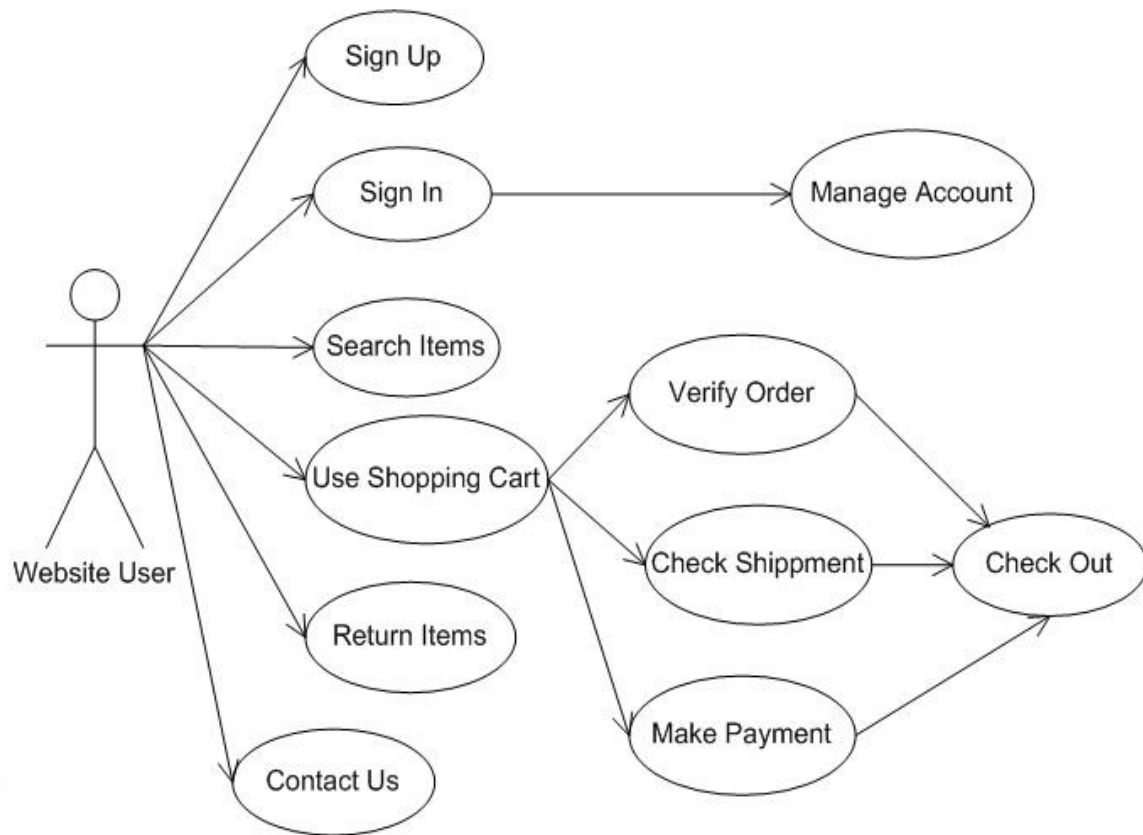 Sign Up
Sign In
Manage Account
Search Items
Verify Order
Use Shopping Cart
Check Shippment
Check Out
Website User
Return Items
Make Payment
Contact Us